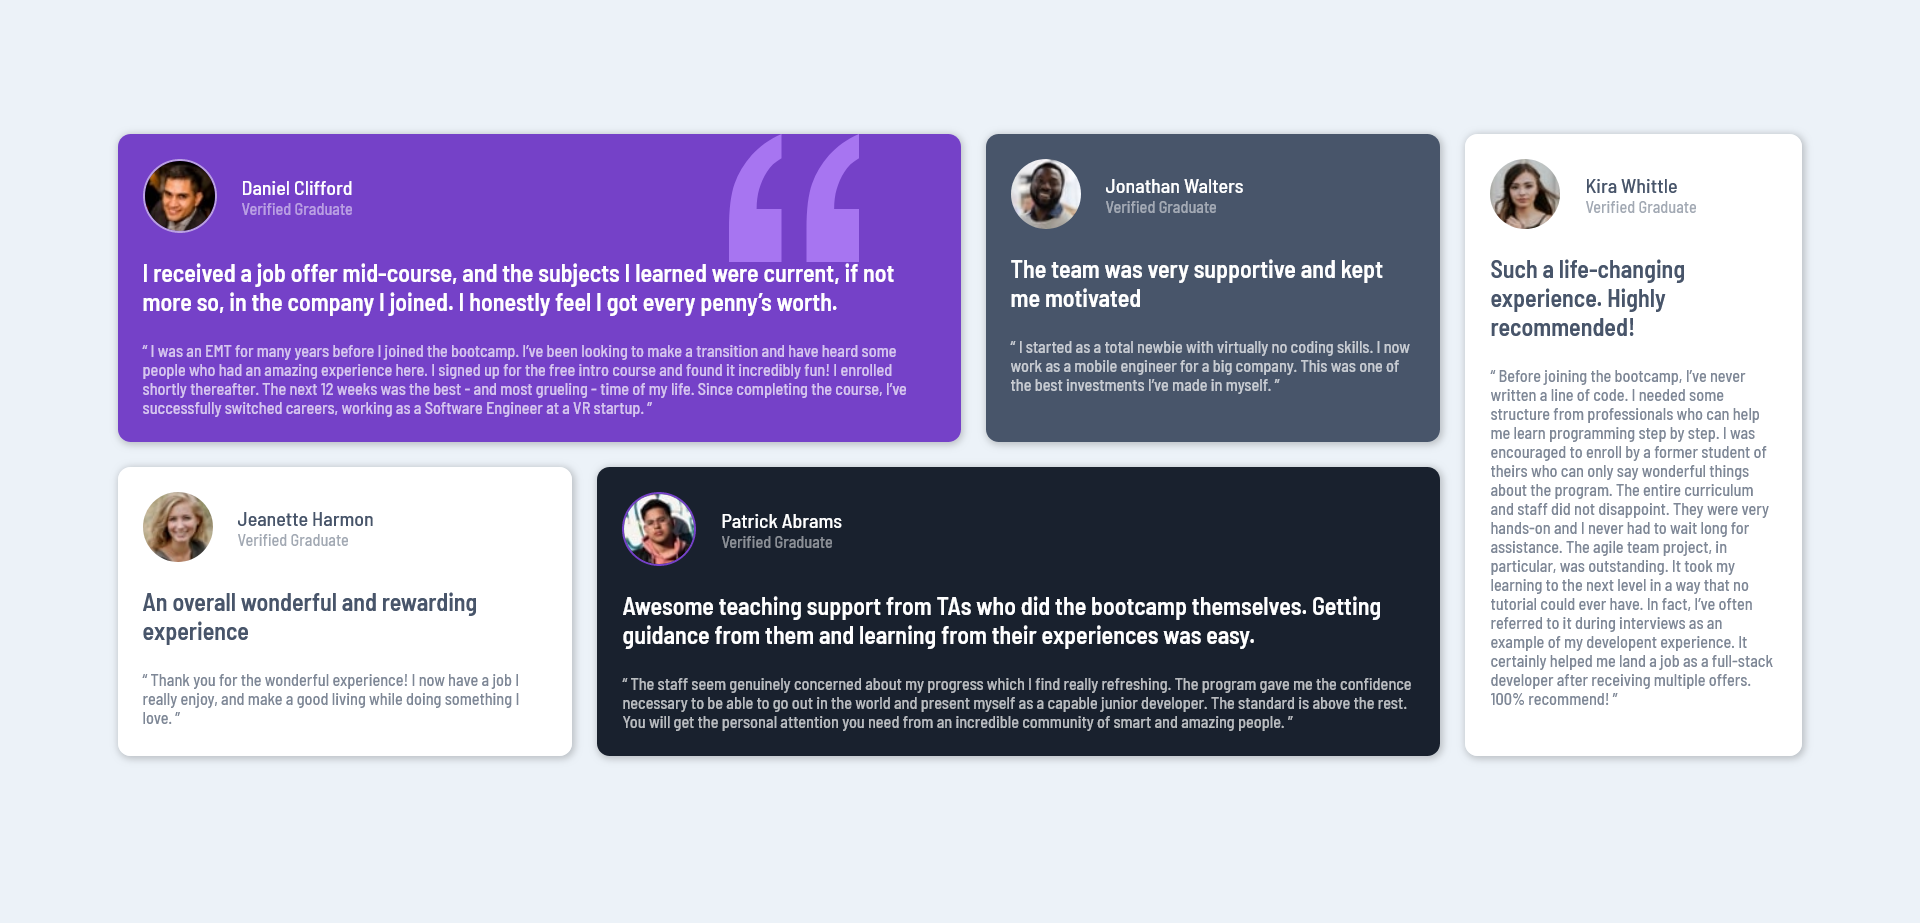 Daniel Clifford
Verified Graduate
I received a job offer mid-course, and the subjects I learned were current, if not
more so, in the company I joined. I honestly feel I got every penny’s worth.
“ I was an EMT for many years before I joined the bootcamp. I’ve been looking to make a transition and have heard some
people who had an amazing experience here. I signed up for the free intro course and found it incredibly fun! I enrolled
shortly thereafter. The next 12 weeks was the best - and most grueling - time of my life. Since completing the course, I’ve
successfully switched careers, working as a Software Engineer at a VR startup. ”
Jonathan Walters
Verified Graduate
The team was very supportive and kept
me motivated
“ I started as a total newbie with virtually no coding skills. I now
work as a mobile engineer for a big company. This was one of
the best investments I’ve made in myself. ”
Kira Whittle
Verified Graduate
Such a life-changing
experience. Highly
recommended!
“ Before joining the bootcamp, I’ve never
written a line of code. I needed some
structure from professionals who can help
me learn programming step by step. I was
encouraged to enroll by a former student of
theirs who can only say wonderful things
about the program. The entire curriculum
and staff did not disappoint. They were very
hands-on and I never had to wait long for
assistance. The agile team project, in
particular, was outstanding. It took my
learning to the next level in a way that no
tutorial could ever have. In fact, I’ve often
referred to it during interviews as an
example of my developent experience. It
certainly helped me land a job as a full-stack
developer after receiving multiple offers.
100% recommend! ”
Jeanette Harmon
Verified Graduate
An overall wonderful and rewarding
experience
“ Thank you for the wonderful experience! I now have a job I
really enjoy, and make a good living while doing something I
love. ”
Patrick Abrams
Verified Graduate
Awesome teaching support from TAs who did the bootcamp themselves. Getting
guidance from them and learning from their experiences was easy.
“ The staff seem genuinely concerned about my progress which I find really refreshing. The program gave me the confidence
necessary to be able to go out in the world and present myself as a capable junior developer. The standard is above the rest.
You will get the personal attention you need from an incredible community of smart and amazing people. ”